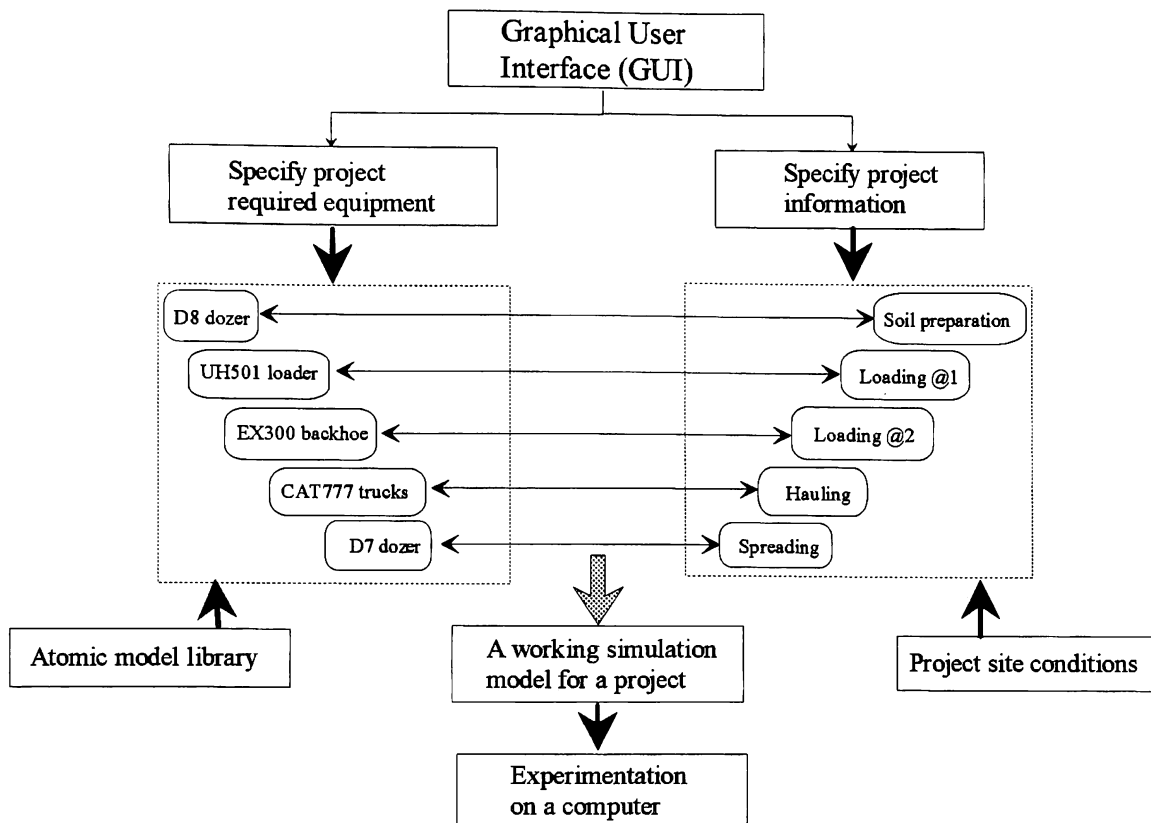 Graphical User
Interface (GUI)
Specify project
required equipment
Specify project
information
D8 dozer
Soil preparation
UH501 loader
Loading @1
EX300 backhoe
Loading @2
CAT777 trucks
Hauling
D7 dozer
Spreading
Atomic model library
A working simulation
model for a project
Project site conditions
Experimentation
on a computer